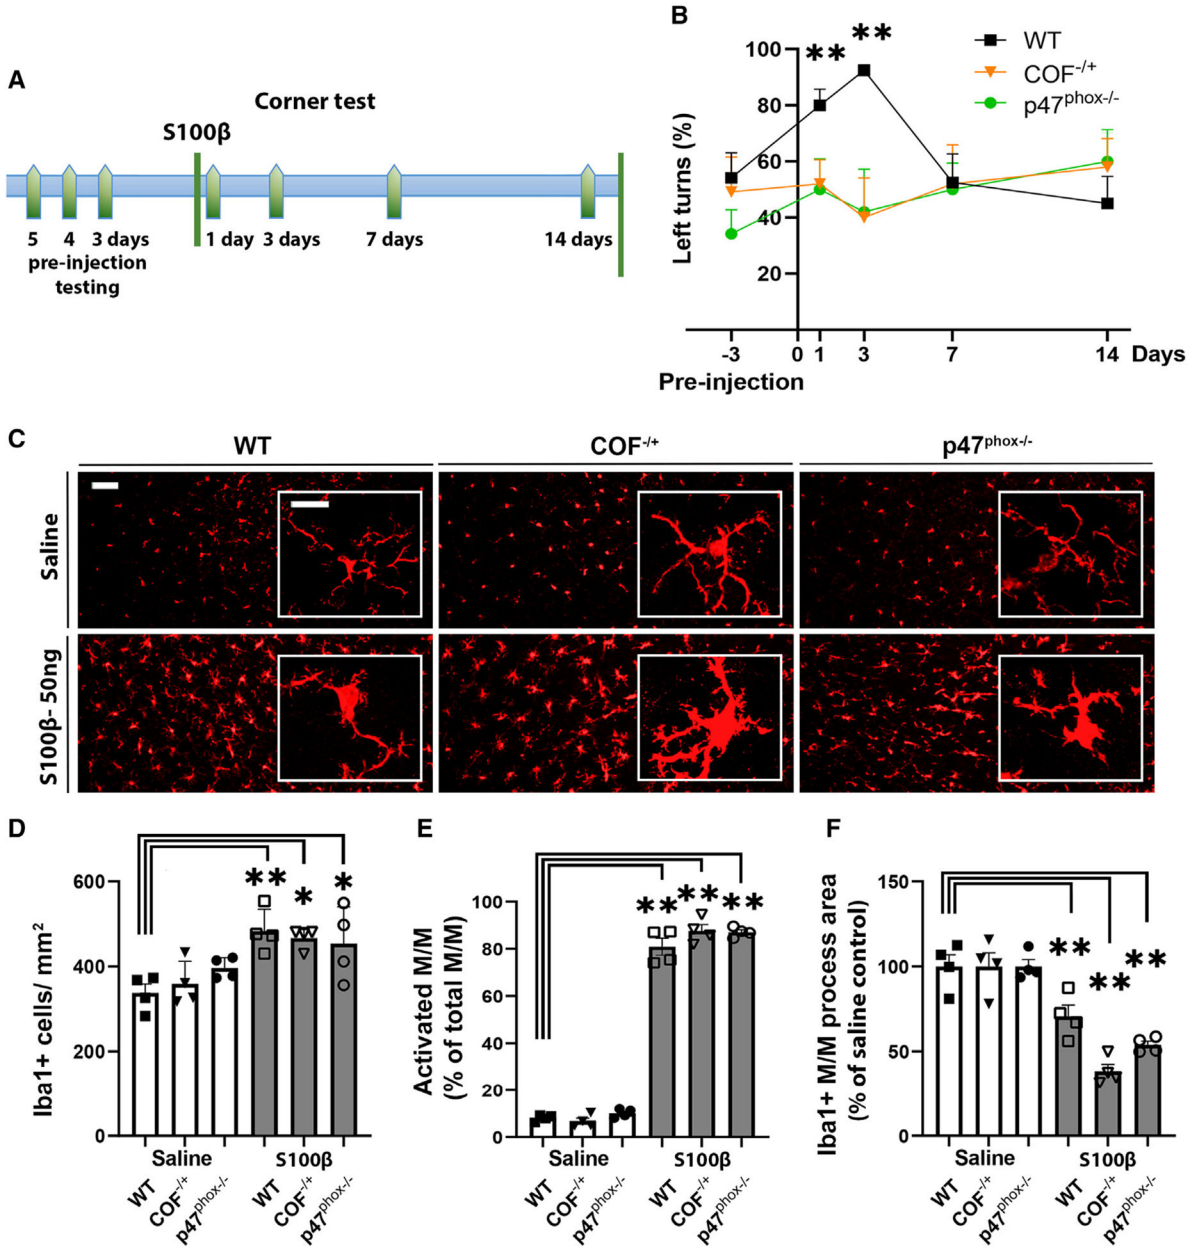 A
Corner test
S100β
5 4 3 days 1 day 3 days 7 days 14 days
pre-injection
testing
B
** **
WT
COF-/+
p47phox-/-
Left turns (%)
100
80
60
40
20
-3 0 1 3 7 14 Days
Pre-injection
C
WT COF-/+ p47phox-/-
Saline
S100β- 50ng
D
Iba1+ cells/ mm2
600
400
200
0
** * *
Saline S100β
WT COF-/+ p47phox-/- WT COF-/+ p47phox-/-
E
Activated M/M
(% of total M/M)
100
80
60
40
20
0
** ** **
Saline S100β
WT COF-/+ p47phox-/- WT COF-/+ p47phox-/-
F
Iba1+ M/M process area
(% of saline control)
150
100
50
0
** ** **
Saline S100β
WT COF-/+ p47phox-/- WT COF-/+ p47phox-/-